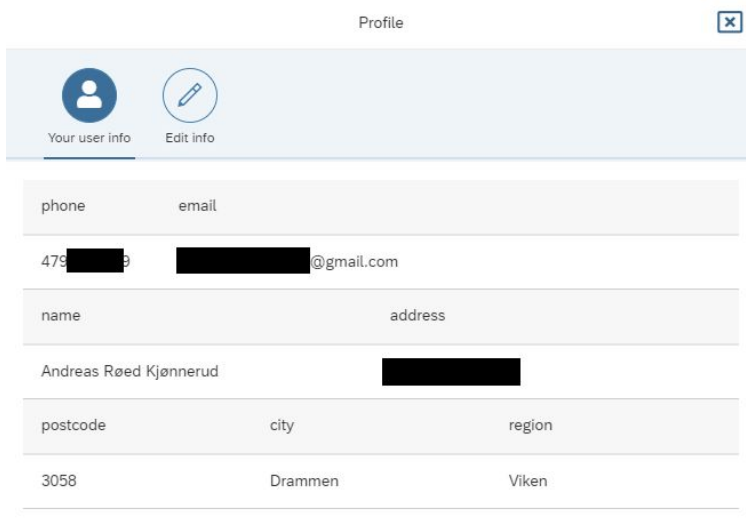 Profile
Your user info Edit info
phone email
479 9 @gmail.com
name address
Andreas Røed Kjønnerud
postcode city region
3058 Drammen Viken